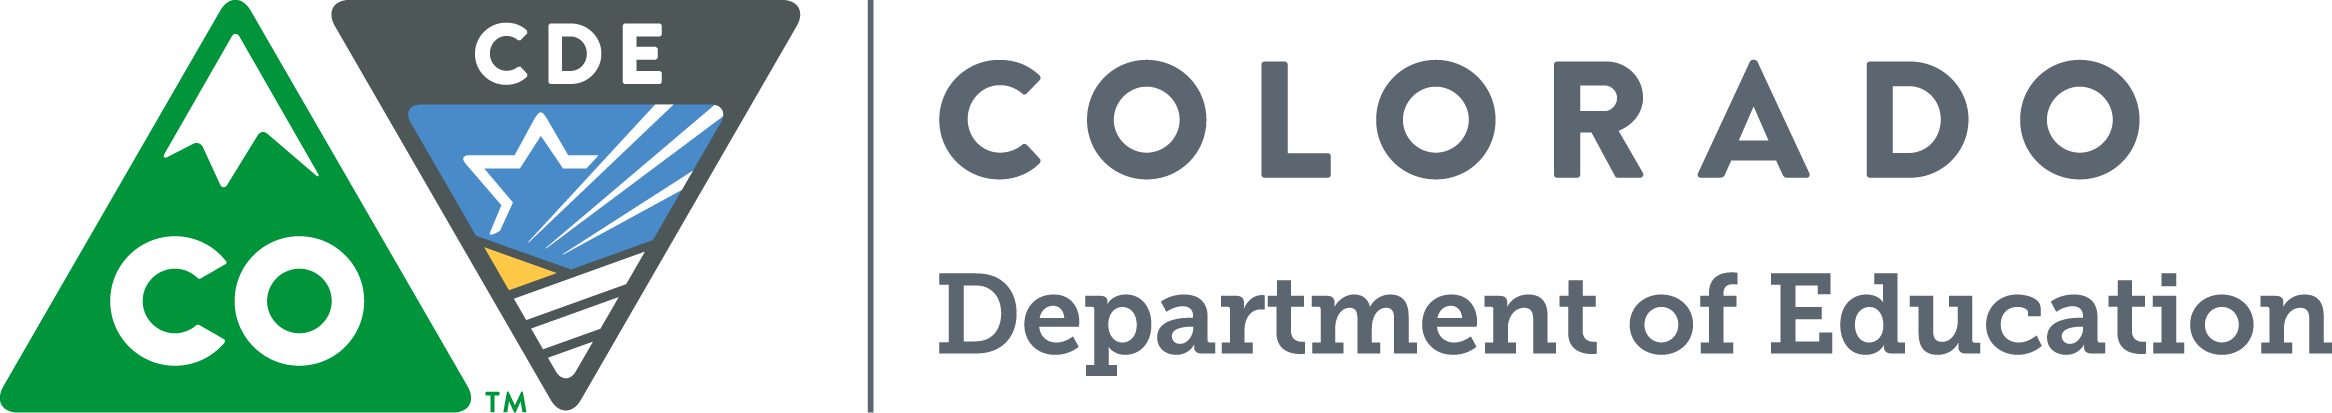 CO
TM
CDE
COLORADO
Department of Education